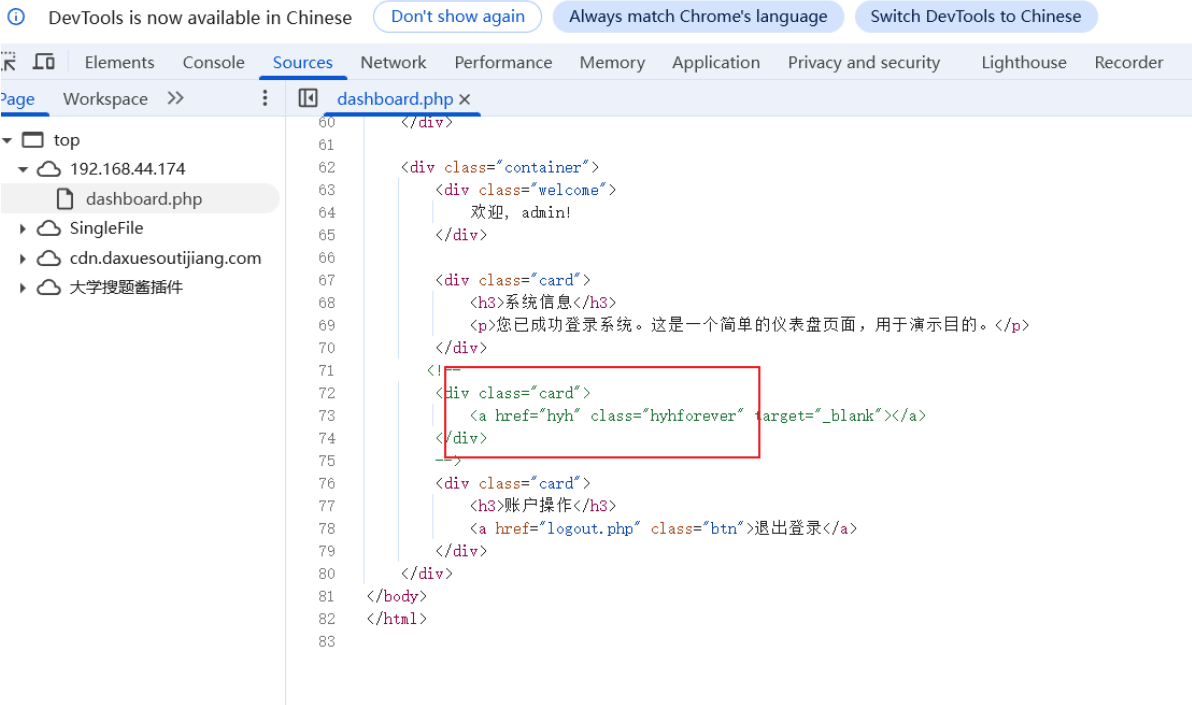 DevTools is now available in Chinese Don't show again Always match Chrome's language Switch DevTools to Chinese
Elements Console Sources Network Performance Memory Application Privacy and security Lighthouse Recorder
Page Workspace dashboard.php
top
192.168.44.174
dashboard.php
SingleFile
cdn.daxuesoutijiang.com
大学搜题酱插件
60 </div>
61
62 <div class="container">
63 <div class="welcome">
64 欢迎, admin!
65 </div>
66
67 <div class="card">
68 <h3>系统信息</h3>
69 <p>您已成功登录系统。这是一个简单的仪表盘页面，用于演示目的。</p>
70 </div>
71 <!--
72 <div class="card">
73 <a href="hyh" class="hyhforever" target="_blank"></a>
74 </div>
75 -->
76 <div class="card">
77 <h3>账户操作</h3>
78 <a href="logout.php" class="btn">退出登录</a>
79 </div>
80 </div>
81 </body>
82 </html>
83